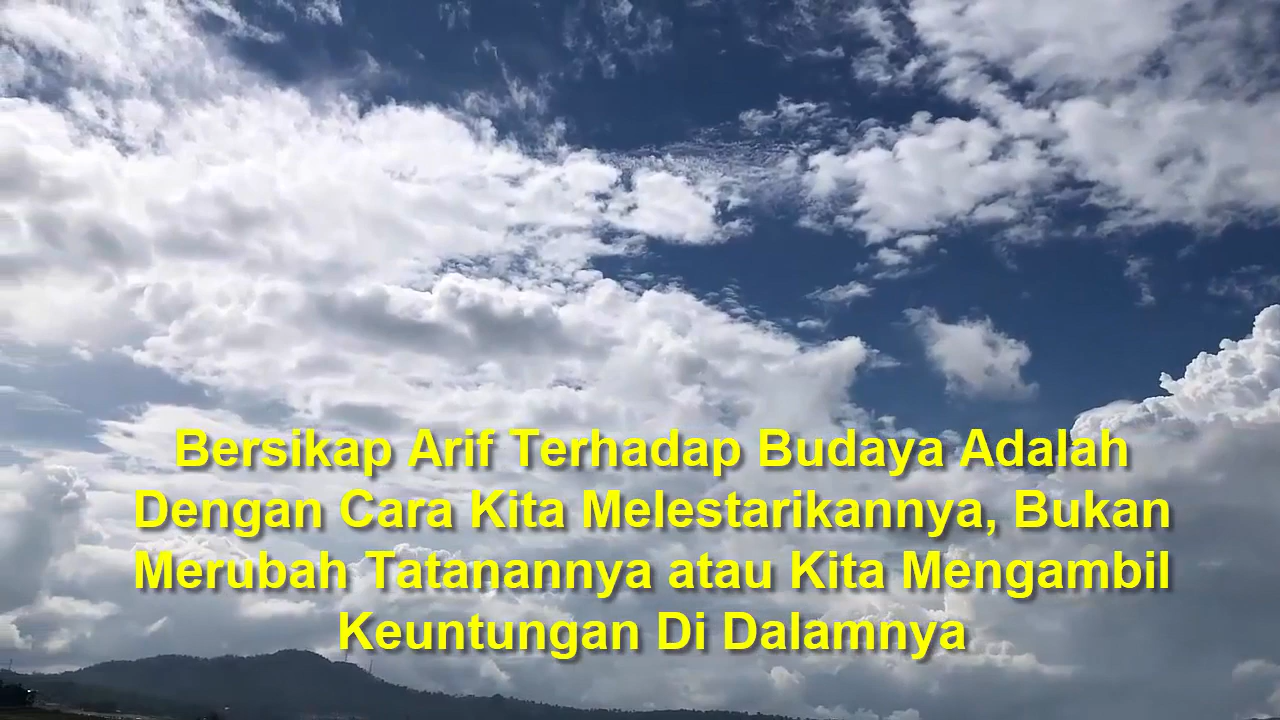 Bersikap Arif Terhadap Budaya Adalah
Dengan Cara Kita Melestarikannya, Bukan
Merubah Tatanannya atau Kita Mengambil
Keuntungan Di Dalamnya